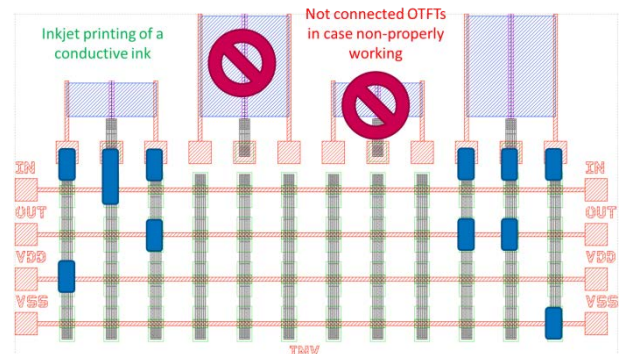 Inkjet printing of a
conductive ink
Not connected OTFTs
in case non-properly
working
IN
IN
OUT
OUT
VDD
VDD
VSS
VSS
INV